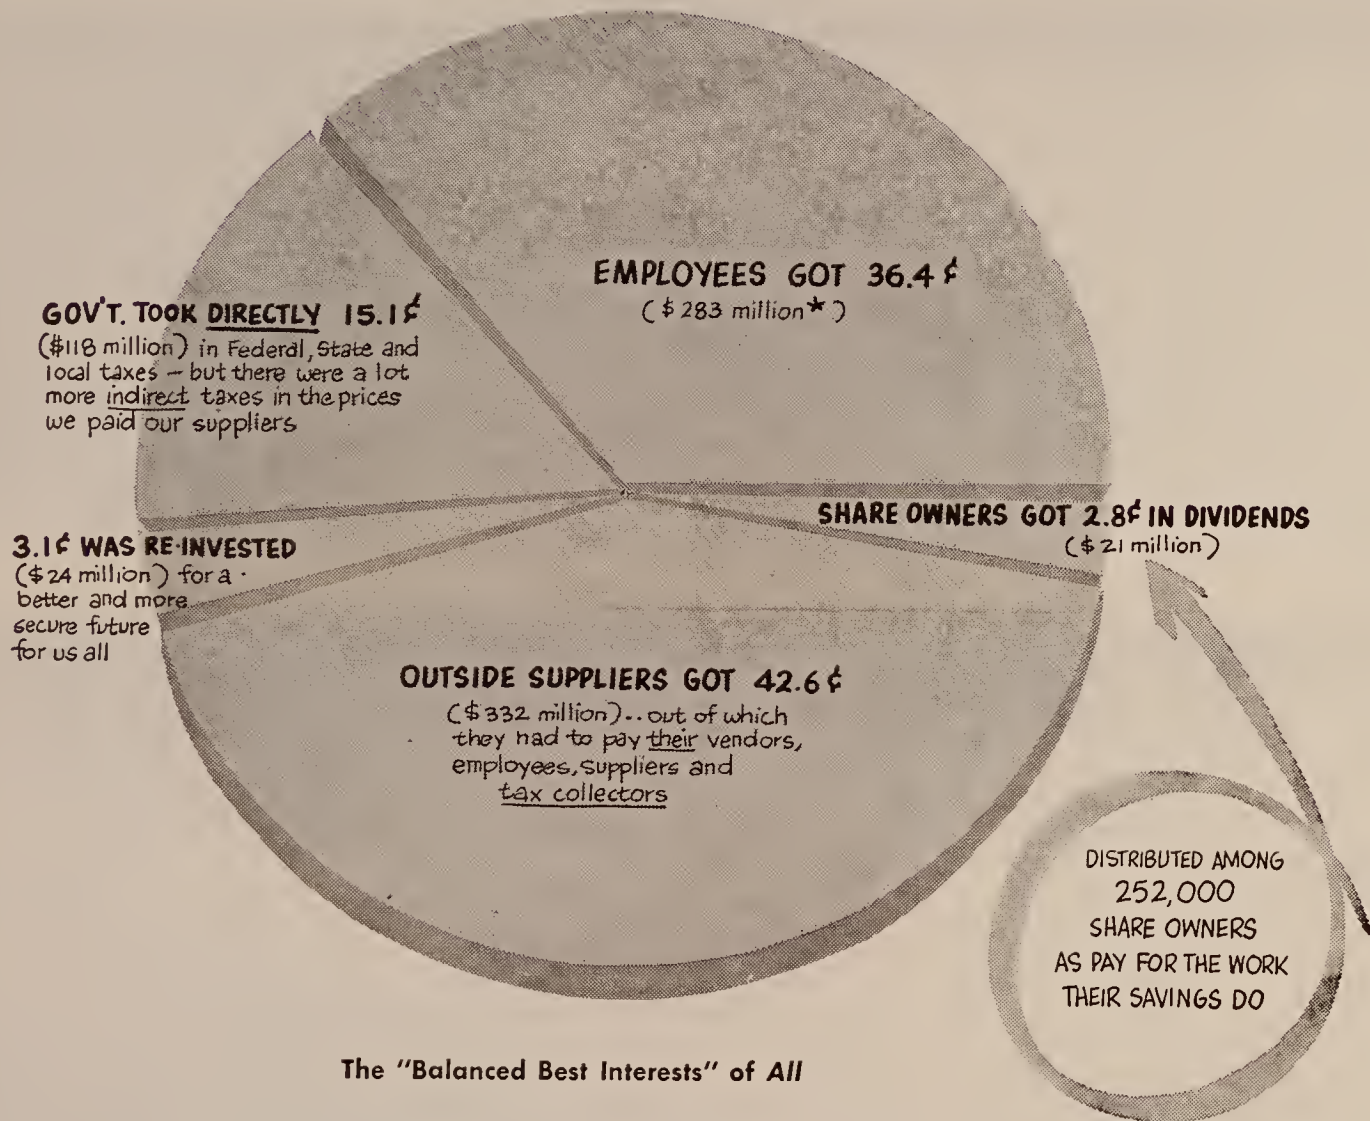 EMPLOYEES GOT 36.4¢
($283 million*)
GOV'T. TOOK DIRECTLY 15.1¢
($118 million) in Federal, State and
local taxes – but there were a lot
more indirect taxes in the prices
we paid our suppliers
SHARE OWNERS GOT 2.8¢ IN DIVIDENDS
($21 million)
3.1¢ WAS RE-INVESTED
($24 million) for a
better and more
secure future
for us all
OUTSIDE SUPPLIERS GOT 42.6¢
($332 million)..out of which
they had to pay their vendors,
employees, suppliers and
tax collectors
DISTRIBUTED AMONG
252,000
SHARE OWNERS
AS PAY FOR THE WORK
THEIR SAVINGS DO
The "Balanced Best Interests" of All